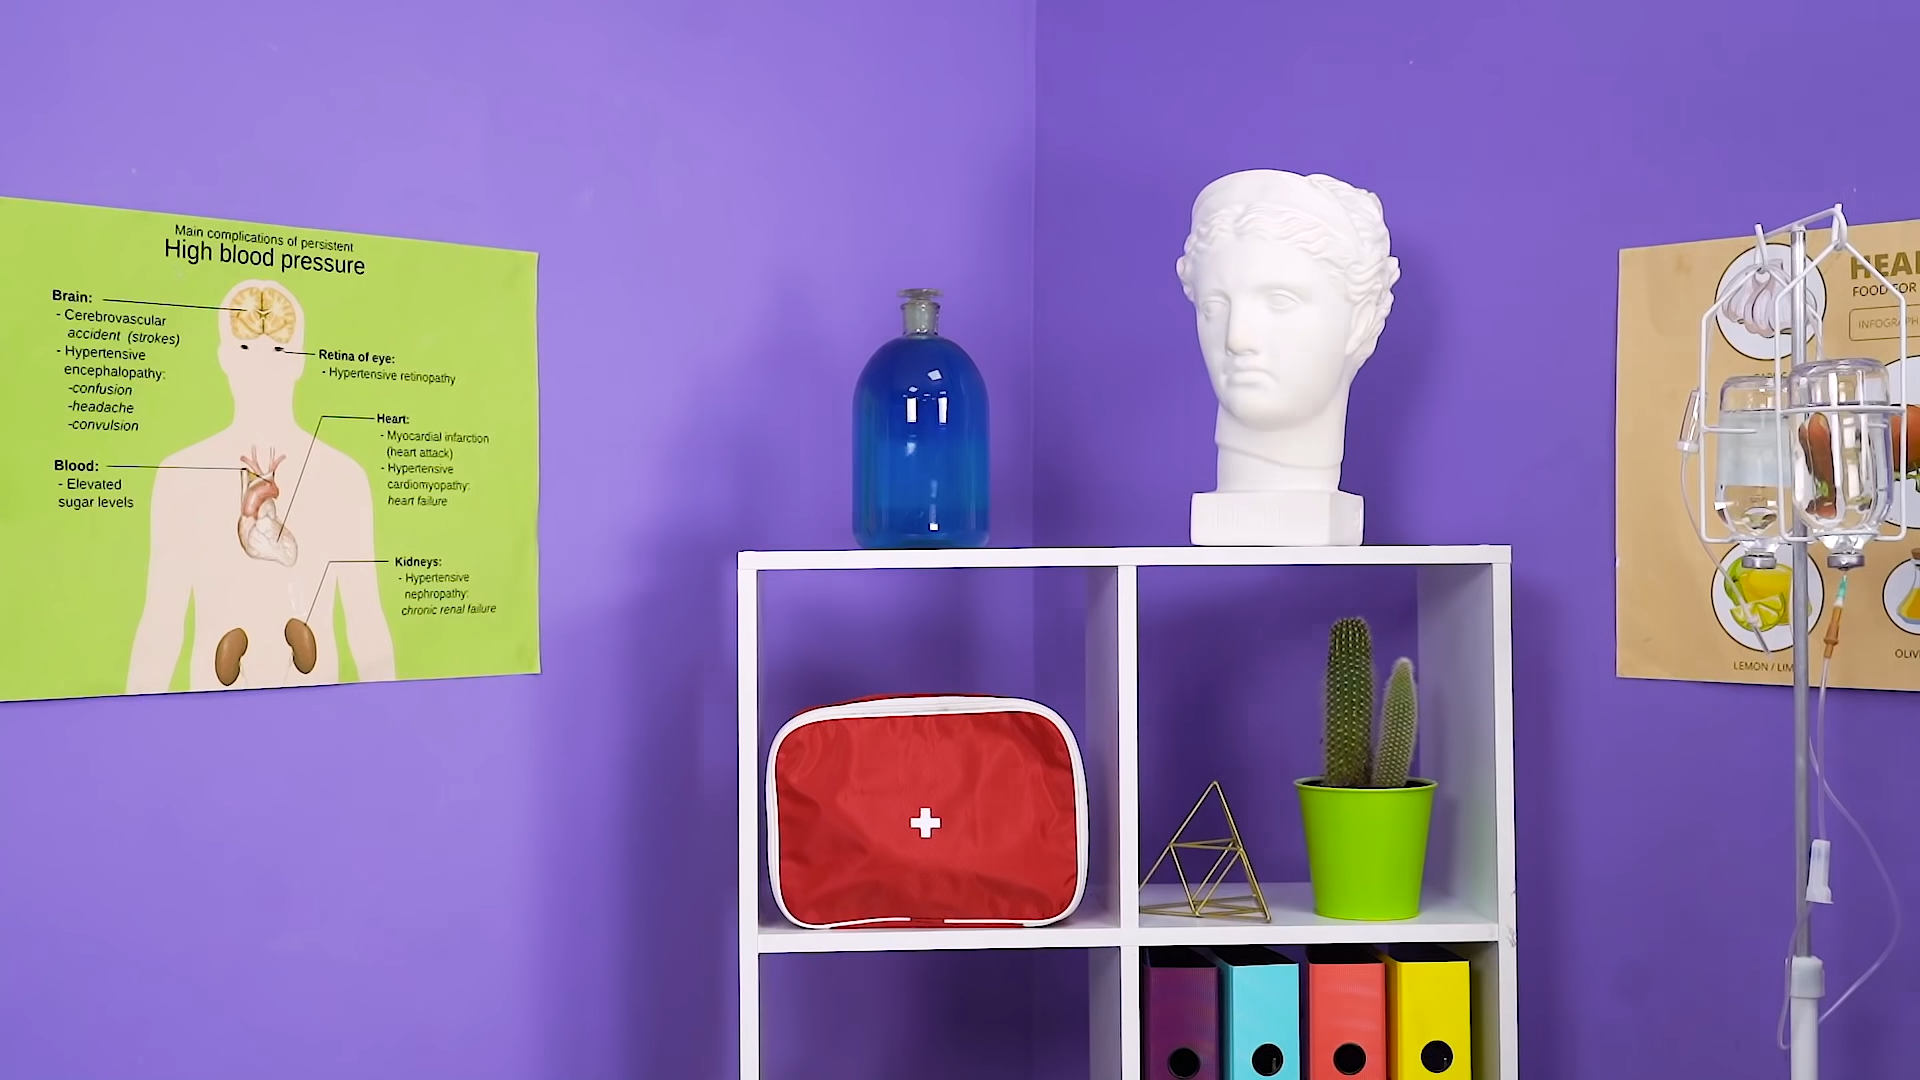 Main complications of persistent
High blood pressure
Brain:
- Cerebrovascular
accident (strokes)
- Hypertensive
encephalopathy:
-confusion
-headache
-convulsion
Blood:
- Elevated
sugar levels
Retina of eye:
- Hypertensive retinopathy
Heart:
- Myocardial infarction
(heart attack)
- Hypertensive
cardiomyopathy:
heart failure
Kidneys:
- Hypertensive
nephropathy:
chronic renal failure
FOOD FOR
LEMON /